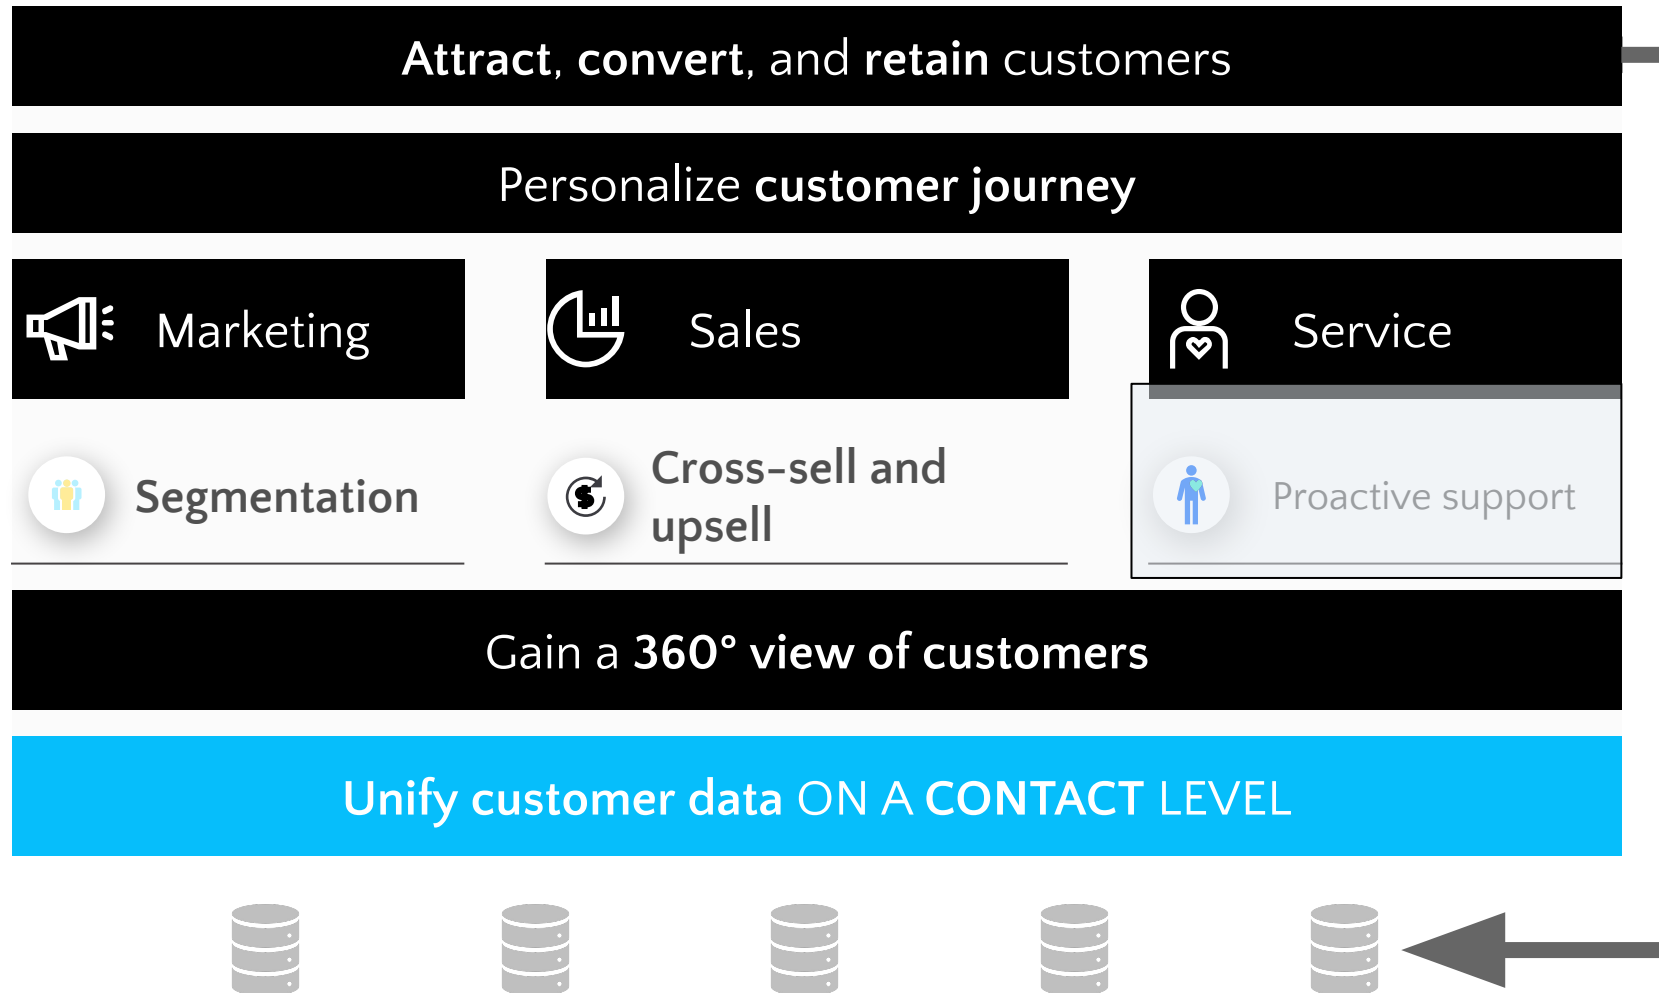 Attract, convert, and retain customers
Personalize customer journey
Marketing
Sales
Service
Segmentation
Cross-sell and
upsell
Proactive support
Gain a 360° view of customers
Unify customer data ON A CONTACT LEVEL